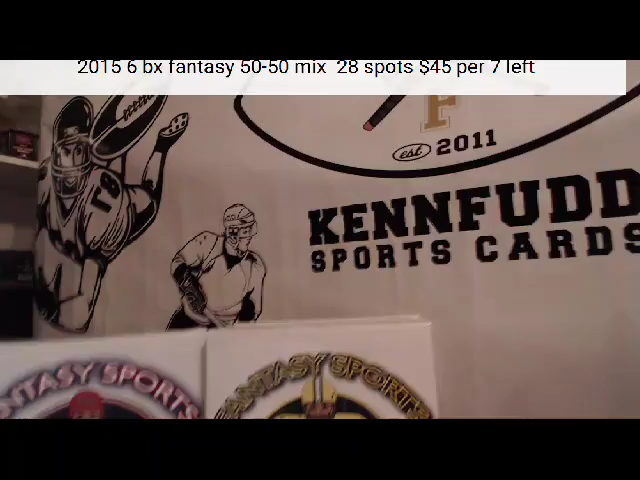 2015 6 bx fantasy 50-50 mix 28 spots $45 per 7 left
F
est 2011
KENNFUDD
SPORTS CARDS
18
FANTASY SPORTS
FANTASY SPORTS